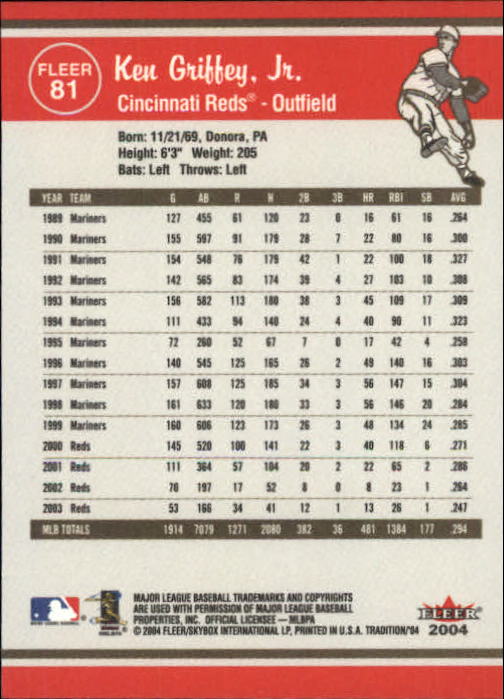 FLEER
81
Ken Griffey, Jr.
Cincinnati Reds® - Outfield
Born: 11/21/69, Donora, PA
Height: 6'3" Weight: 205
Bats: Left Throws: Left
YEAR TEAM G AB R H 2B 3B HR RBI SB AVG
1989 Mariners 127 455 61 120 23 0 16 61 16 .264
1990 Mariners 155 597 91 179 28 7 22 80 16 .300
1991 Mariners 154 548 76 179 42 1 22 100 18 .327
1992 Mariners 142 565 83 174 39 4 27 103 10 .308
1993 Mariners 156 582 113 180 38 3 45 109 17 .309
1994 Mariners 111 433 94 140 24 4 40 90 11 .323
1995 Mariners 72 260 52 67 7 0 17 42 4 .258
1996 Mariners 140 545 125 165 26 2 49 140 16 .303
1997 Mariners 157 608 125 185 34 3 56 147 15 .304
1998 Mariners 161 633 120 180 33 3 56 146 20 .284
1999 Mariners 160 606 123 173 26 3 48 134 24 .285
2000 Reds 145 520 100 141 22 3 40 118 6 .271
2001 Reds 111 364 57 104 20 2 22 65 2 .286
2002 Reds 70 197 17 52 8 0 8 23 1 .264
2003 Reds 53 166 34 41 12 1 13 26 1 .247
MLB TOTALS 1914 7079 1271 2080 382 36 481 1384 177 .294
MAJOR LEAGUE BASEBALL TRADEMARKS AND COPYRIGHTS
ARE USED WITH PERMISSION OF MAJOR LEAGUE BASEBALL
PROPERTIES, INC. OFFICIAL LICENSEE — MLBPA
© 2004 FLEER/SKYBOX INTERNATIONAL LP, PRINTED IN U.S.A. TRADITION/'04
FLEER
2004